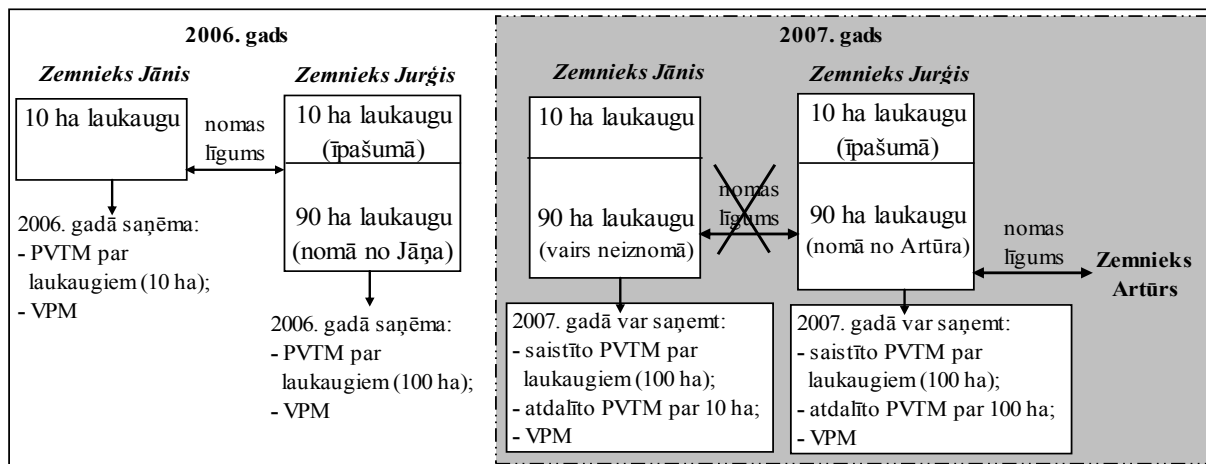 2006. gads
Zemnieks Jānis
Zemnieks Jurģis
10 ha laukaugu
nomas
līgums
10 ha laukaugu
(īpašumā)
90 ha laukaugu
(nomā no Jāņa)
2006. gadā saņēma:
- PVTM par
laukaugiem (10 ha);
- VPM
2006. gadā saņēma:
- PVTM par
laukaugiem (100 ha);
- VPM
2007. gads
Zemnieks Jānis
Zemnieks Jurģis
10 ha laukaugu
90 ha laukaugu
(vairs neiznomā)
nomas
līgums
10 ha laukaugu
(īpašumā)
90 ha laukaugu
(nomā no Artūra)
nomas
līgums
Zemnieks
Artūrs
2007. gadā var saņemt:
- saistīto PVTM par
laukaugiem (100 ha);
- atdalīto PVTM par 10 ha;
- VPM
2007. gadā var saņemt:
- saistīto PVTM par
laukaugiem (100 ha);
- atdalīto PVTM par 100 ha;
- VPM